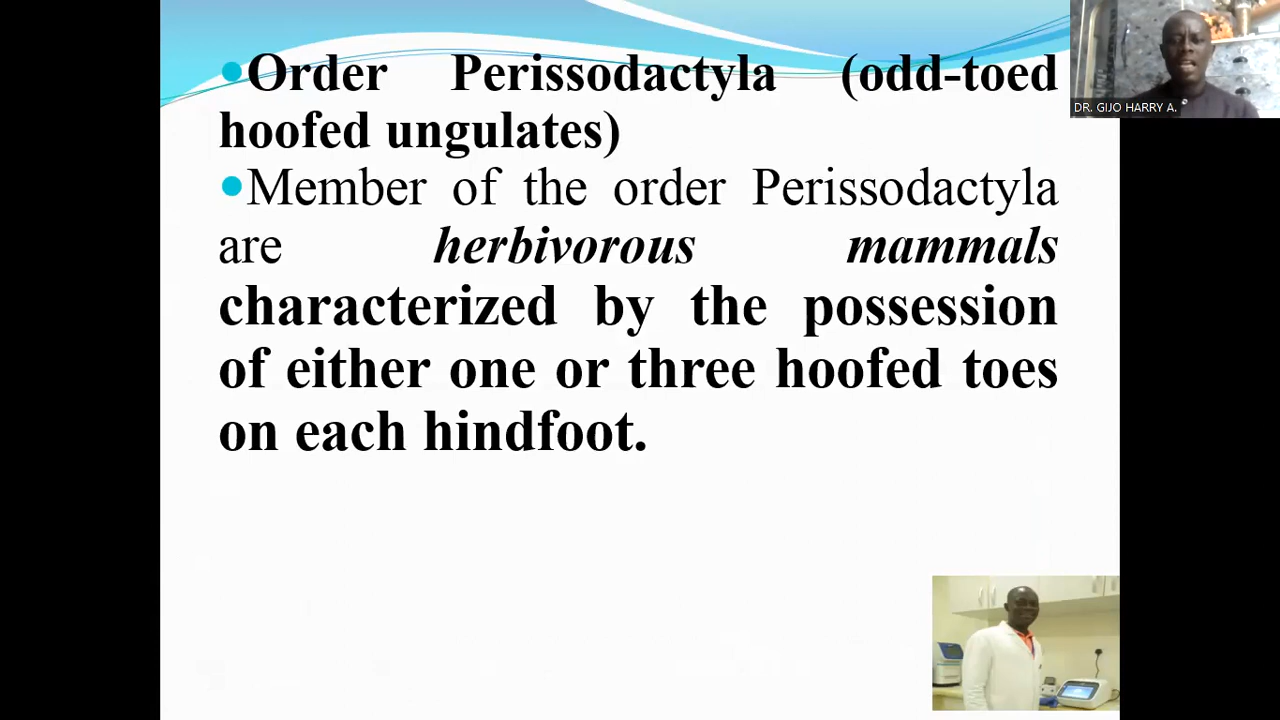 •Order Perissodactyla (odd-toed
hoofed ungulates)
•Member of the order Perissodactyla
are herbivorous mammals
characterized by the possession
of either one or three hoofed toes
on each hindfoot.
DR. GIJO HARRY A.